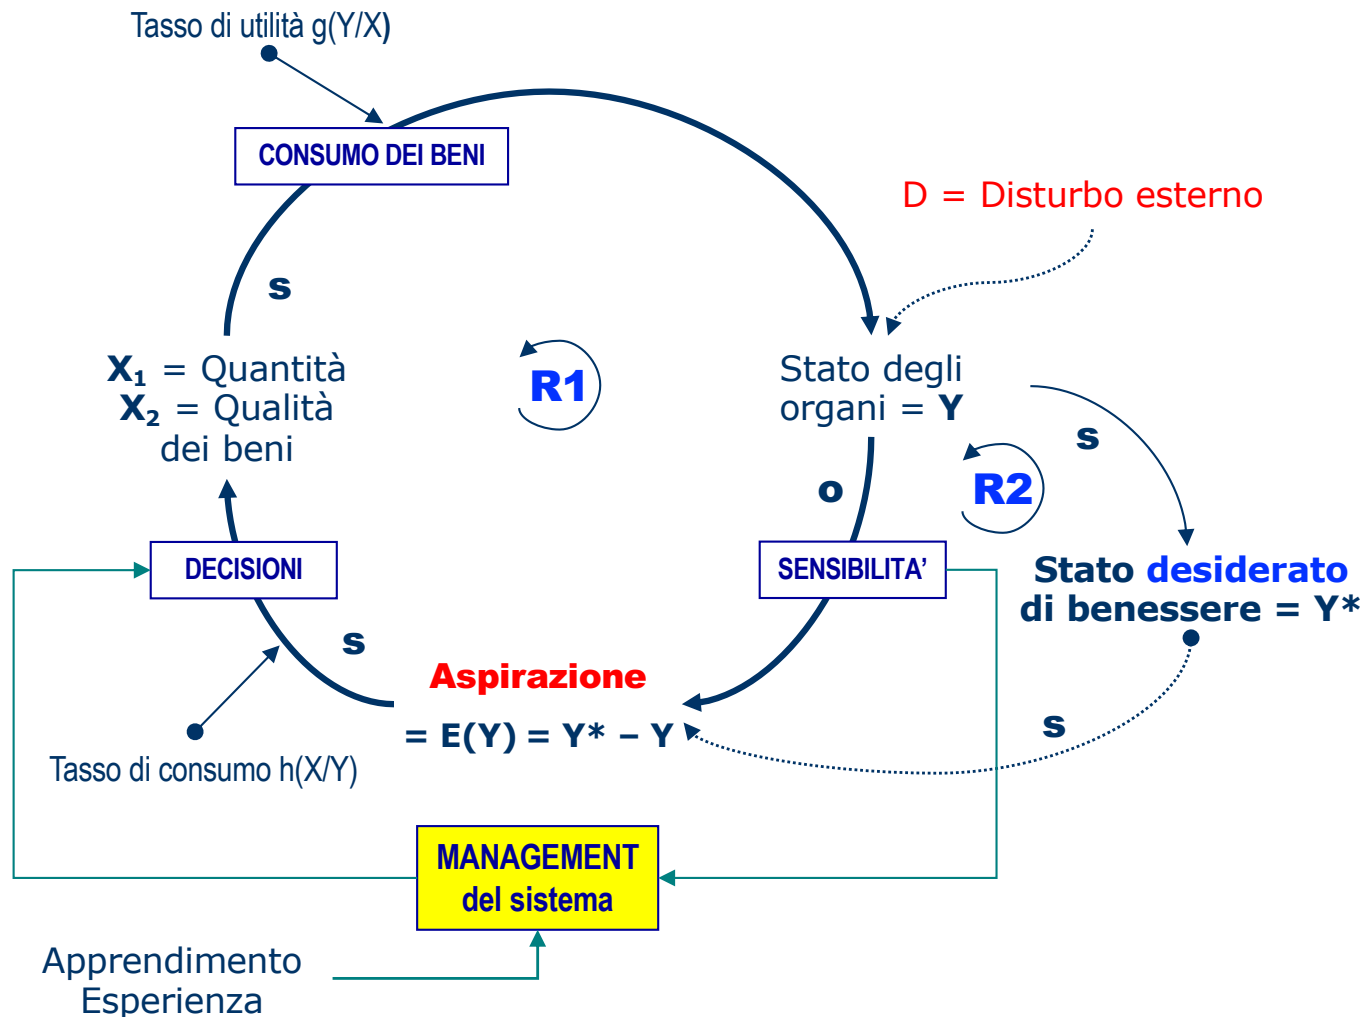 Tasso di utilità g(Y/X)
CONSUMO DEI BENI
D = Disturbo esterno
s
X₁ = Quantità
X₂ = Qualità
dei beni
R1
Stato degli
organi = Y
s
o
R2
DECISIONI
SENSIBILITA’
Stato desiderato
di benessere = Y*
s
Aspirazione
= E(Y) = Y* – Y
s
Tasso di consumo h(X/Y)
MANAGEMENT
del sistema
Apprendimento
Esperienza